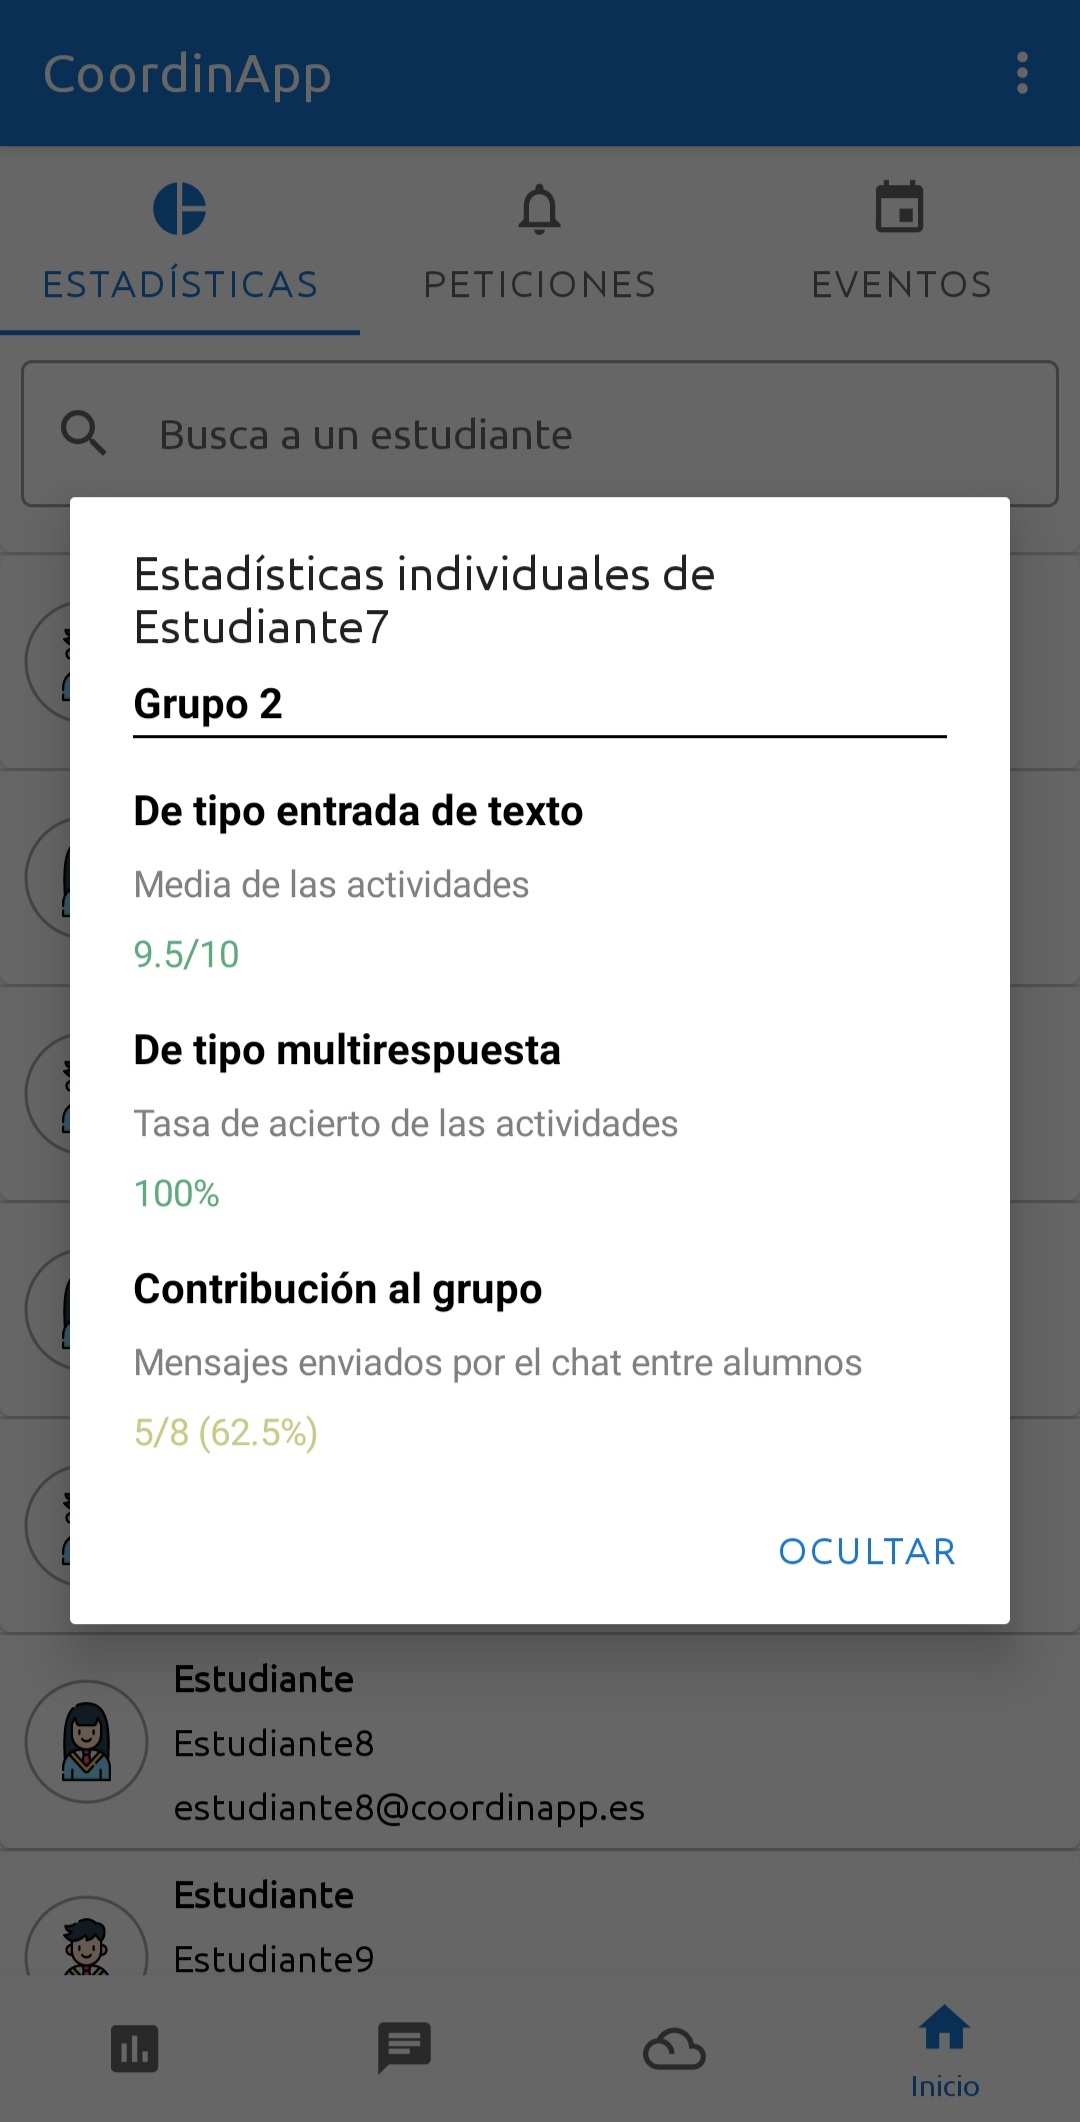 CoordinApp
ESTADÍSTICAS
PETICIONES
EVENTOS
Busca a un estudiante
Estadísticas individuales de
Estudiante7
Grupo 2
De tipo entrada de texto
Media de las actividades
9.5/10
De tipo multirespuesta
Tasa de acierto de las actividades
100%
Contribución al grupo
Mensajes enviados por el chat entre alumnos
5/8 (62.5%)
OCULTAR
Estudiante
Estudiante8
estudiante8@coordinapp.es
Estudiante
Estudiante9
Inicio